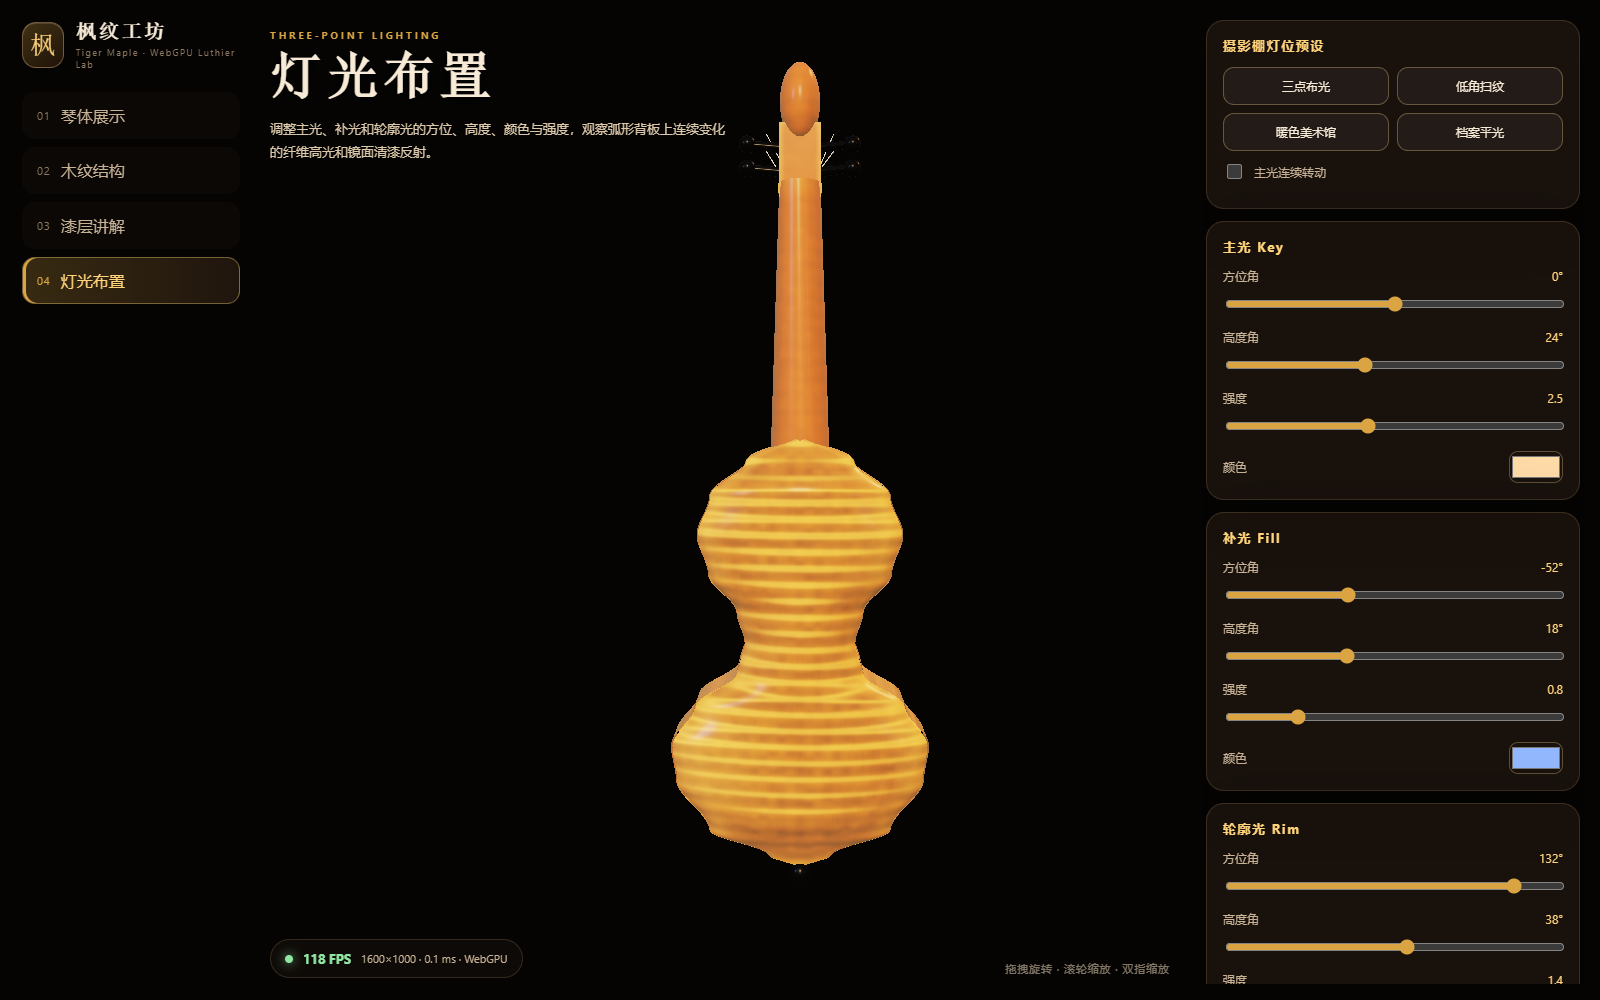 枫
枫纹工坊
Tiger Maple · WebGPU Luthier
Lab
01 琴体展示
02 木纹结构
03 漆层讲解
04 灯光布置
THREE-POINT LIGHTING
灯光布置
调整主光、补光和轮廓光的方位、高度、颜色与强度，观察弧形背板上连续变化
的纤维高光和镜面清漆反射。
118 FPS 1600×1000 · 0.1 ms · WebGPU
拖拽旋转 · 滚轮缩放 · 双指缩放
摄影棚灯位预设
三点布光 低角扫纹
暖色美术馆 档案平光
主光连续转动
主光 Key
方位角 0°
高度角 24°
强度 2.5
颜色
补光 Fill
方位角 -52°
高度角 18°
强度 0.8
颜色
轮廓光 Rim
方位角 132°
高度角 38°
强度 1.4